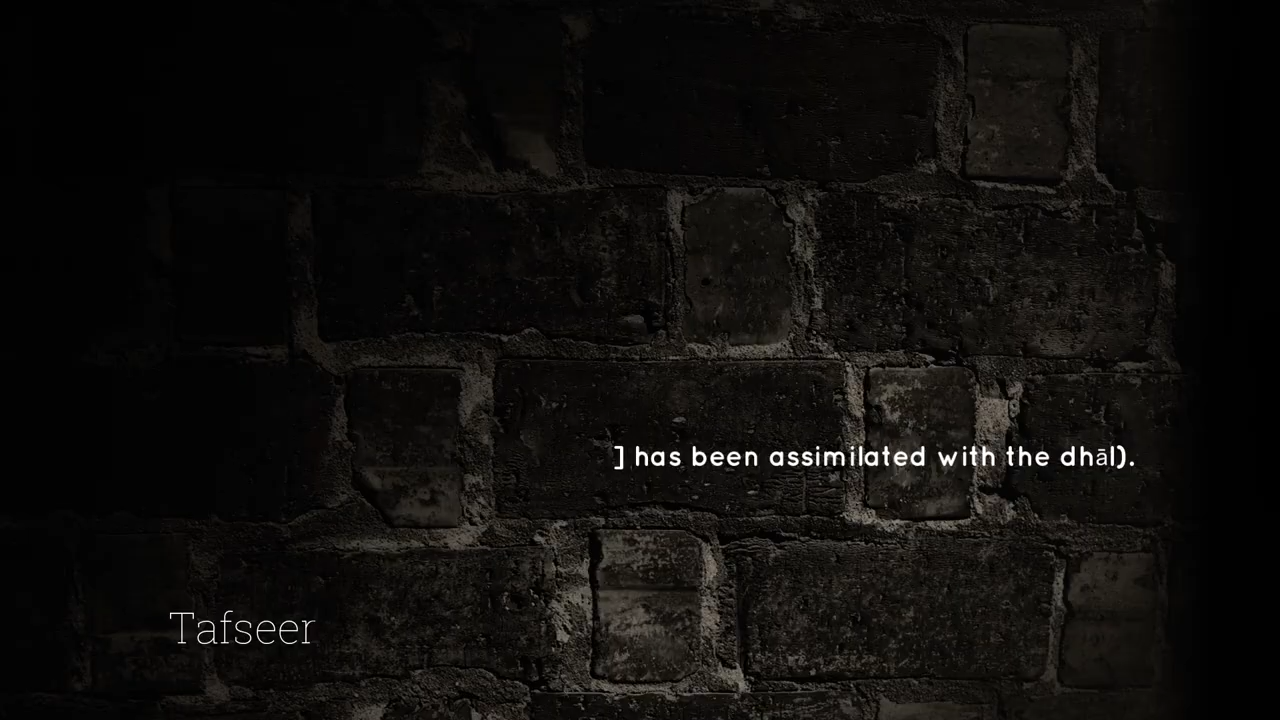 ] has been assimilated with the dhāl).
Tafseer